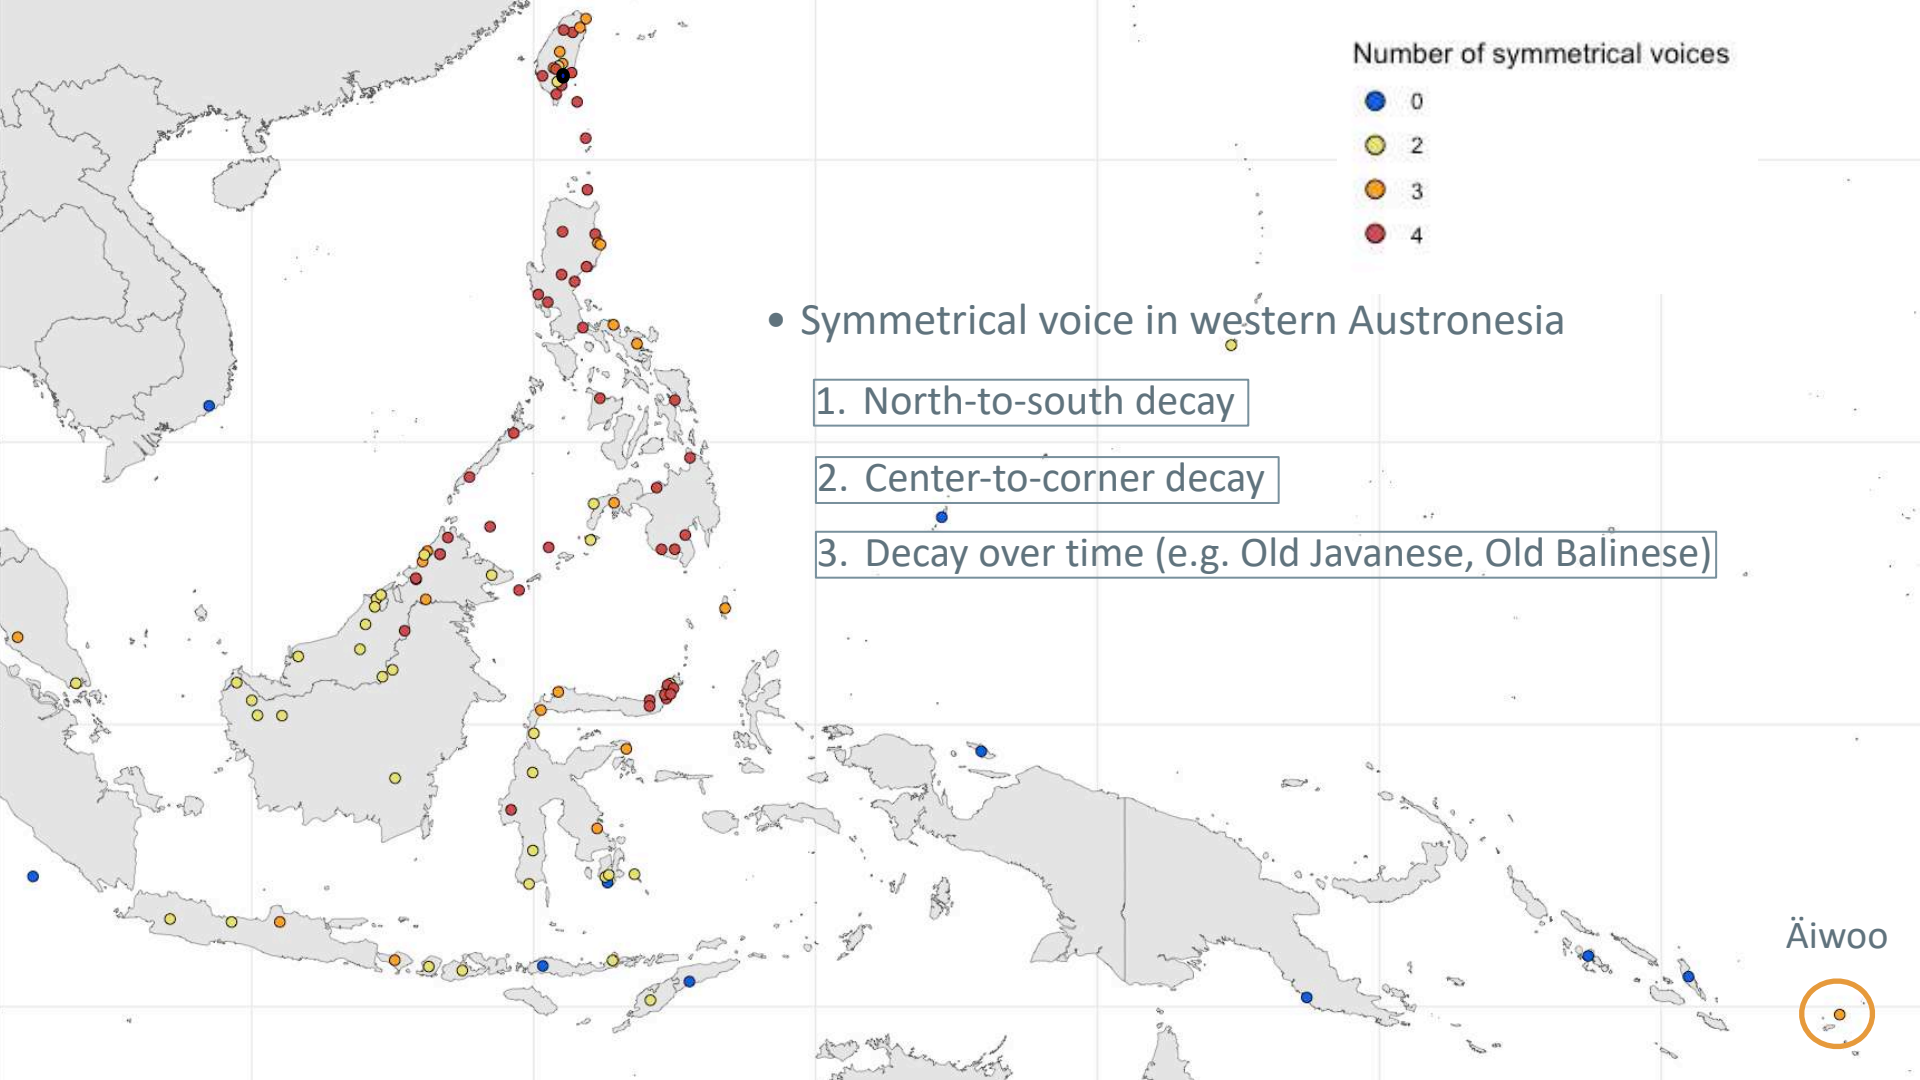 Number of symmetrical voices
0
2
3
4
• Symmetrical voice in western Austronesia
1. North-to-south decay
2. Center-to-corner decay
3. Decay over time (e.g. Old Javanese, Old Balinese)
Äiwoo